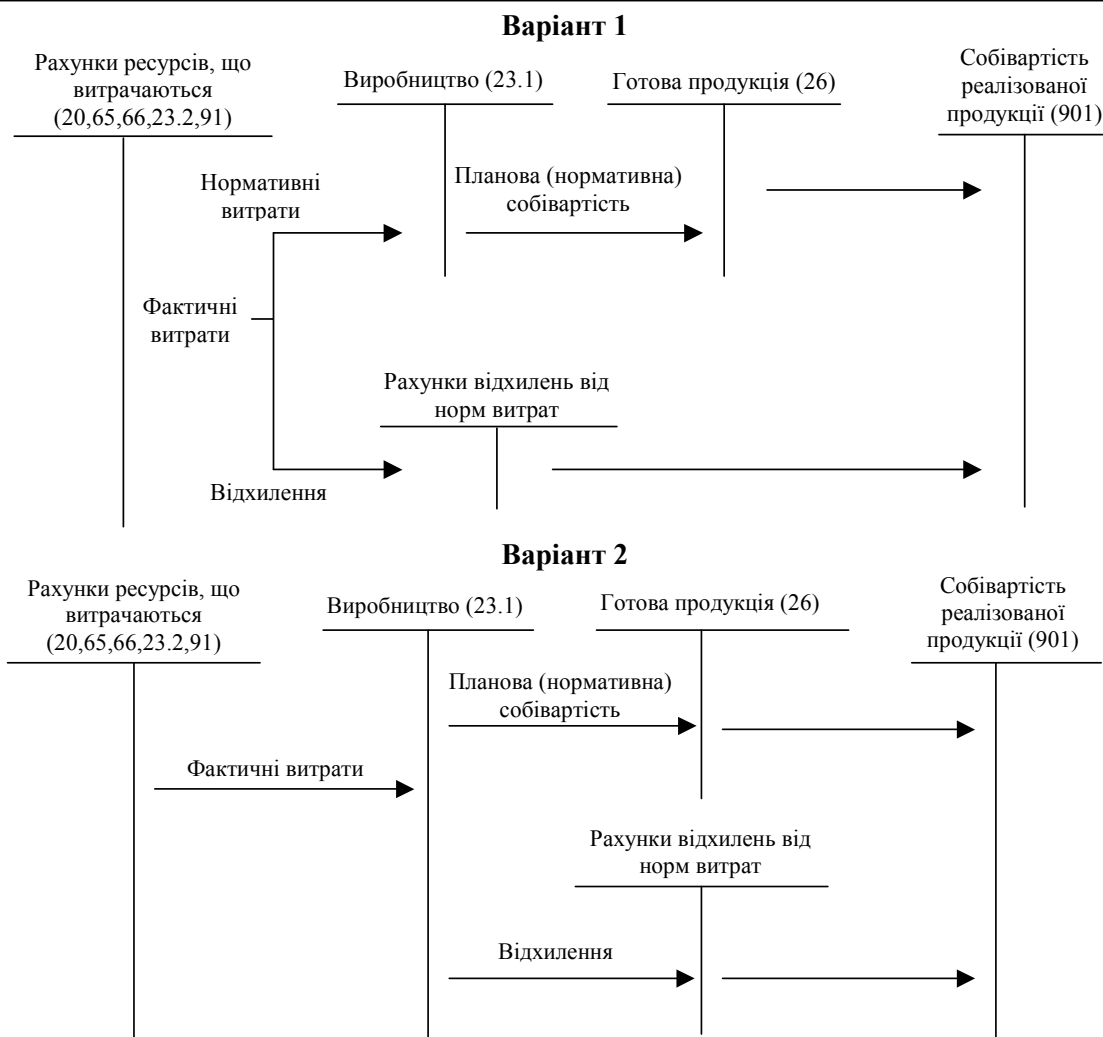 Варіант 1
Рахунки ресурсів, що
витрачаються
(20,65,66,23.2,91)
Виробництво (23.1)
Готова продукція (26)
Собівартість
реалізованої
продукції (901)
Нормативні
витрати
Планова (нормативна)
собівартість
Фактичні
витрати
Рахунки відхилень від
норм витрат
Відхилення
Варіант 2
Рахунки ресурсів, що
витрачаються
(20,65,66,23.2,91)
Виробництво (23.1)
Готова продукція (26)
Собівартість
реалізованої
продукції (901)
Планова (нормативна)
собівартість
Фактичні витрати
Рахунки відхилень від
норм витрат
Відхилення